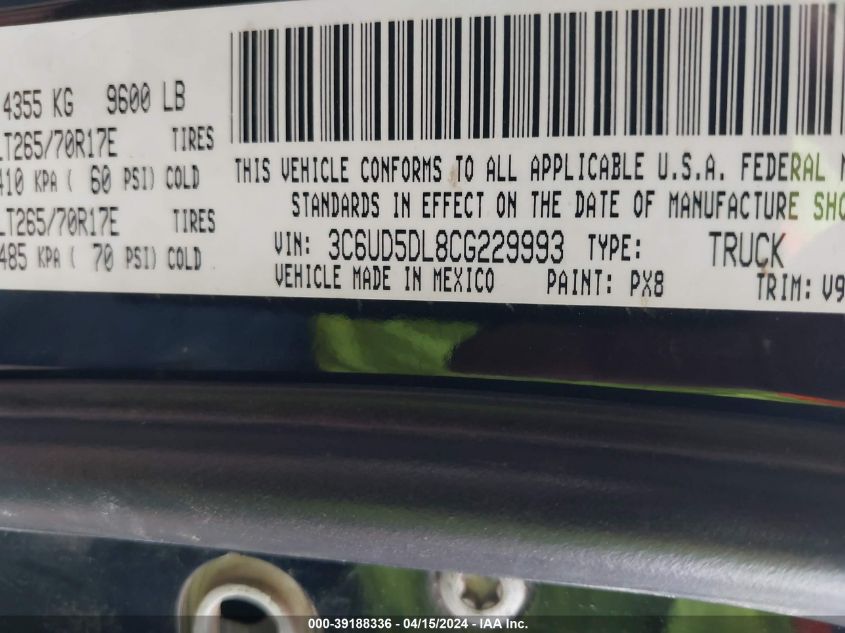 4355 KG 9600 LB
LT265/70R17E TIRES
410 KPA ( 60 PSI) COLD
LT265/70R17E TIRES
485 KPA ( 70 PSI) COLD
THIS VEHICLE CONFORMS TO ALL APPLICABLE U.S.A. FEDERAL
STANDARDS IN EFFECT ON THE DATE OF MANUFACTURE SHO
VIN: 3C6UD5DL8CG229993 TYPE: TRUCK
VEHICLE MADE IN MEXICO PAINT: PX8 TRIM: V9
000-39188336 - 04/15/2024 - IAA Inc.